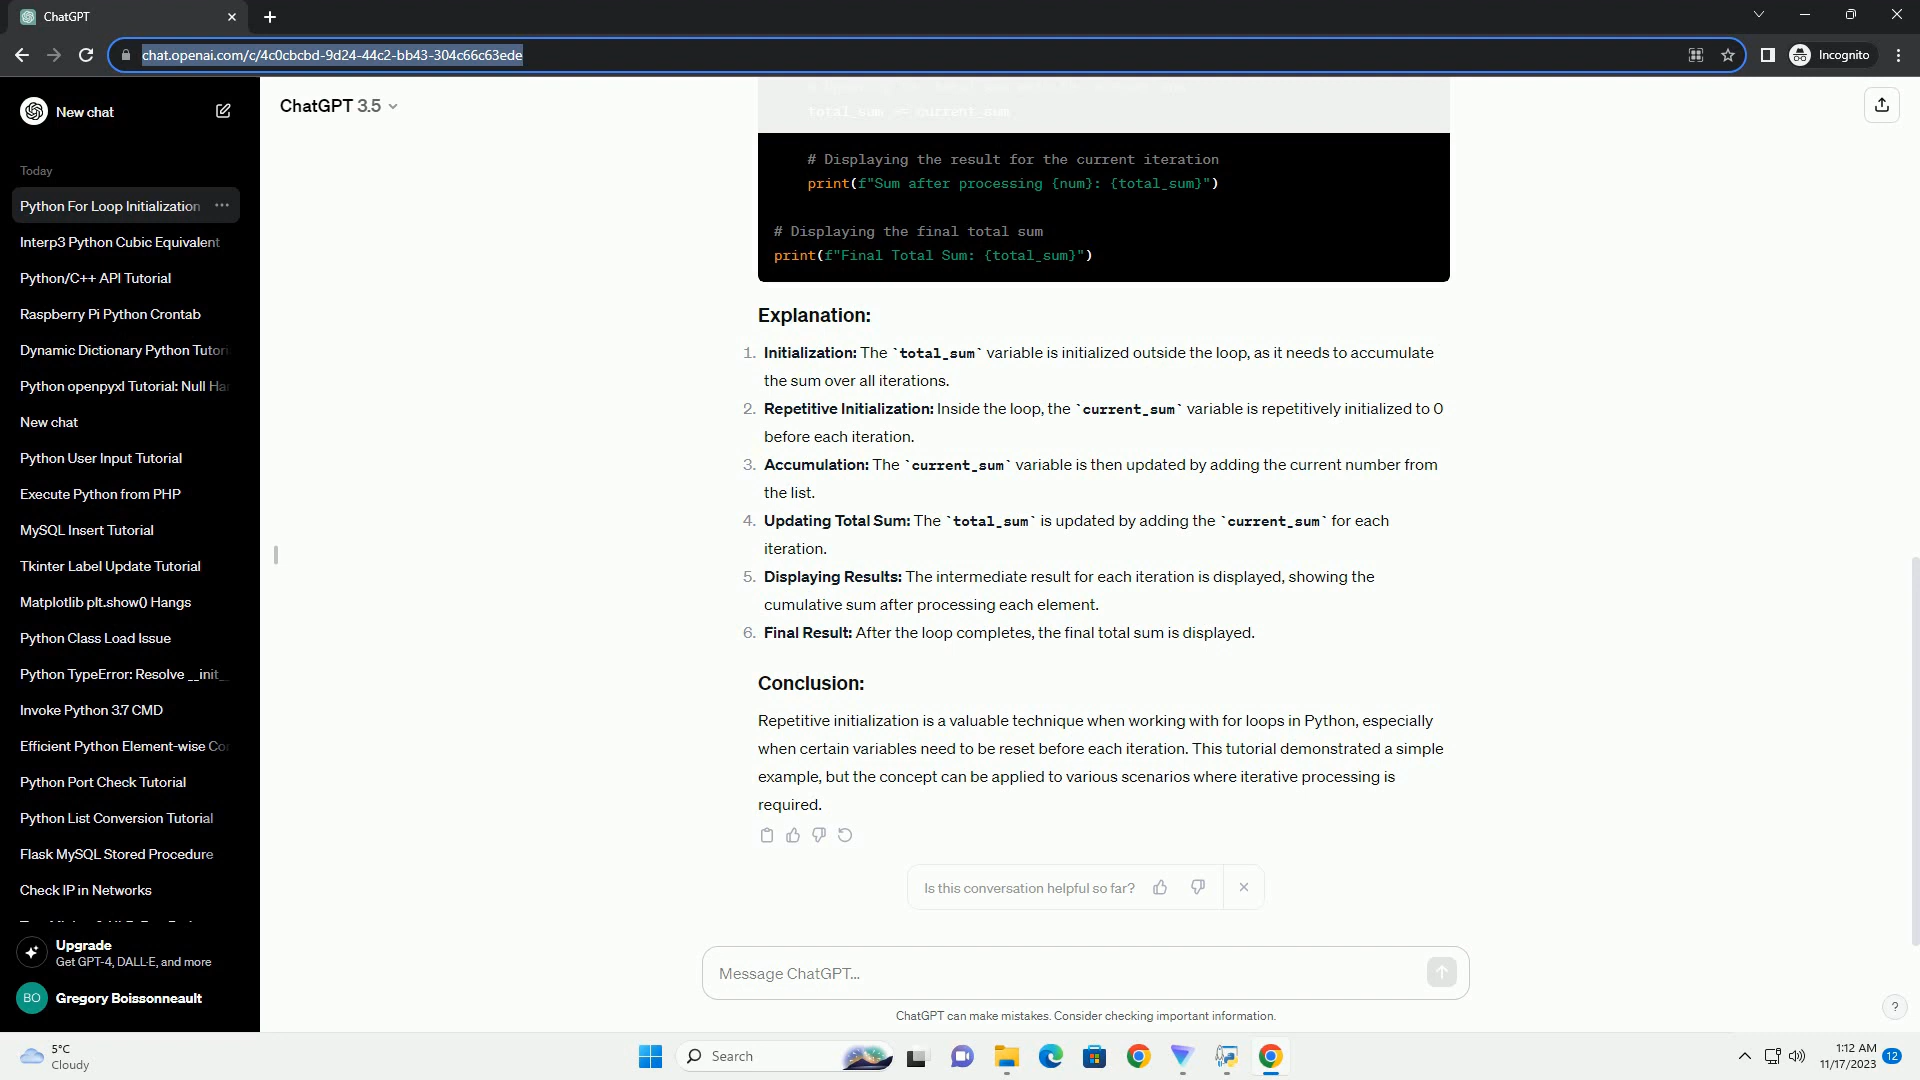 ChatGPT
chat.openai.com/c/4c0cbcbd-9d24-44c2-bb43-304c66c63ede
Incognito
New chat
Today
Python For Loop Initialization
Interp3 Python Cubic Equivalent
Python/C++ API Tutorial
Raspberry Pi Python Crontab
Dynamic Dictionary Python Tutori
Python openpyxl Tutorial: Null Ha
New chat
Python User Input Tutorial
Execute Python from PHP
MySQL Insert Tutorial
Tkinter Label Update Tutorial
Matplotlib plt.show() Hangs
Python Class Load Issue
Python TypeError: Resolve __init_
Invoke Python 3.7 CMD
Efficient Python Element-wise Co
Python Port Check Tutorial
Python List Conversion Tutorial
Flask MySQL Stored Procedure
Check IP in Networks
Upgrade
Get GPT-4, DALL·E, and more
BO
Gregory Boissonneault
ChatGPT 3.5
total_sum += current_sum
# Displaying the result for the current iteration
print(f"Sum after processing {num}: {total_sum}")
# Displaying the final total sum
print(f"Final Total Sum: {total_sum}")
Explanation:
1. Initialization: The `total_sum` variable is initialized outside the loop, as it needs to accumulate
the sum over all iterations.
2. Repetitive Initialization: Inside the loop, the `current_sum` variable is repetitively initialized to 0
before each iteration.
3. Accumulation: The `current_sum` variable is then updated by adding the current number from
the list.
4. Updating Total Sum: The `total_sum` is updated by adding the `current_sum` for each
iteration.
5. Displaying Results: The intermediate result for each iteration is displayed, showing the
cumulative sum after processing each element.
6. Final Result: After the loop completes, the final total sum is displayed.
Conclusion:
Repetitive initialization is a valuable technique when working with for loops in Python, especially
when certain variables need to be reset before each iteration. This tutorial demonstrated a simple
example, but the concept can be applied to various scenarios where iterative processing is
required.
Is this conversation helpful so far?
Message ChatGPT...
ChatGPT can make mistakes. Consider checking important information.
?
5°C
Cloudy
Search
1:12 AM
11/17/2023
12